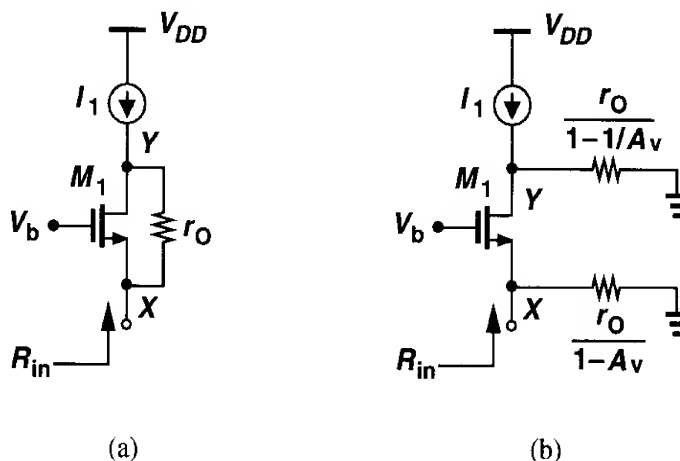 V_DD
I_1
Y
M_1
V_b
r_O
X
R_in
(a)
V_DD
I_1
r_O
1−1/A_v
M_1
Y
V_b
X
r_O
1−A_v
R_in
(b)